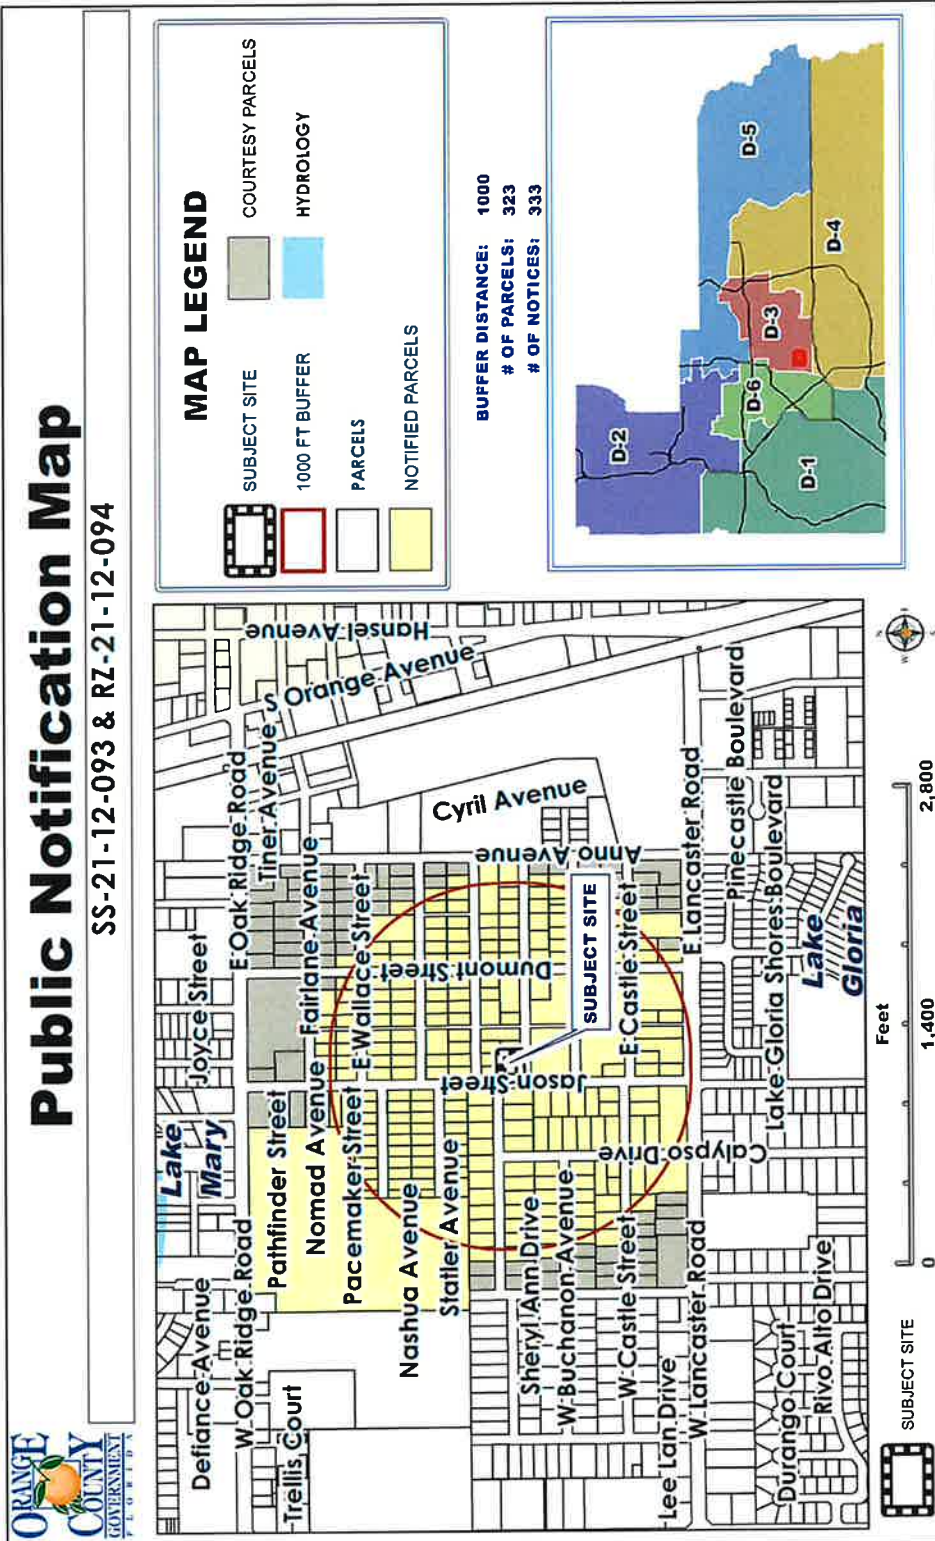 ORANGE
COUNTY
GOVERNMENT
FLORIDA
Public Notification Map
SS-21-12-093 & RZ-21-12-094
Defiance Avenue
Lake
Mary
Joyce Street
W Oak Ridge Road
E Oak Ridge Road
Trellis Court
Pathfinder Street
Tiner Avenue
S Orange Avenue
Hansel Avenue
Nomad Avenue
Fairlane Avenue
Pacemaker Street
E Wallace Street
Nashua Avenue
Statler Avenue
Jason Street
Dumont Street
Cyril Avenue
Anno Avenue
SUBJECT SITE
Sheryl Ann Drive
W Buchanon Avenue
W Castle Street
E Castle Street
Calypso Drive
Lee Lan Drive
W Lancaster Road
E Lancaster Road
Pinecastle Boulevard
Lake Gloria Shores Boulevard
Durango Court
Rivo Alto Drive
Lake
Gloria
MAP LEGEND
SUBJECT SITE
COURTESY PARCELS
1000 FT BUFFER
HYDROLOGY
PARCELS
NOTIFIED PARCELS
BUFFER DISTANCE: 1000
# OF PARCELS: 323
# OF NOTICES: 333
D-2
D-5
D-6
D-3
D-4
D-1
SUBJECT SITE
Feet
0 1,400 2,800
N
W
E
S